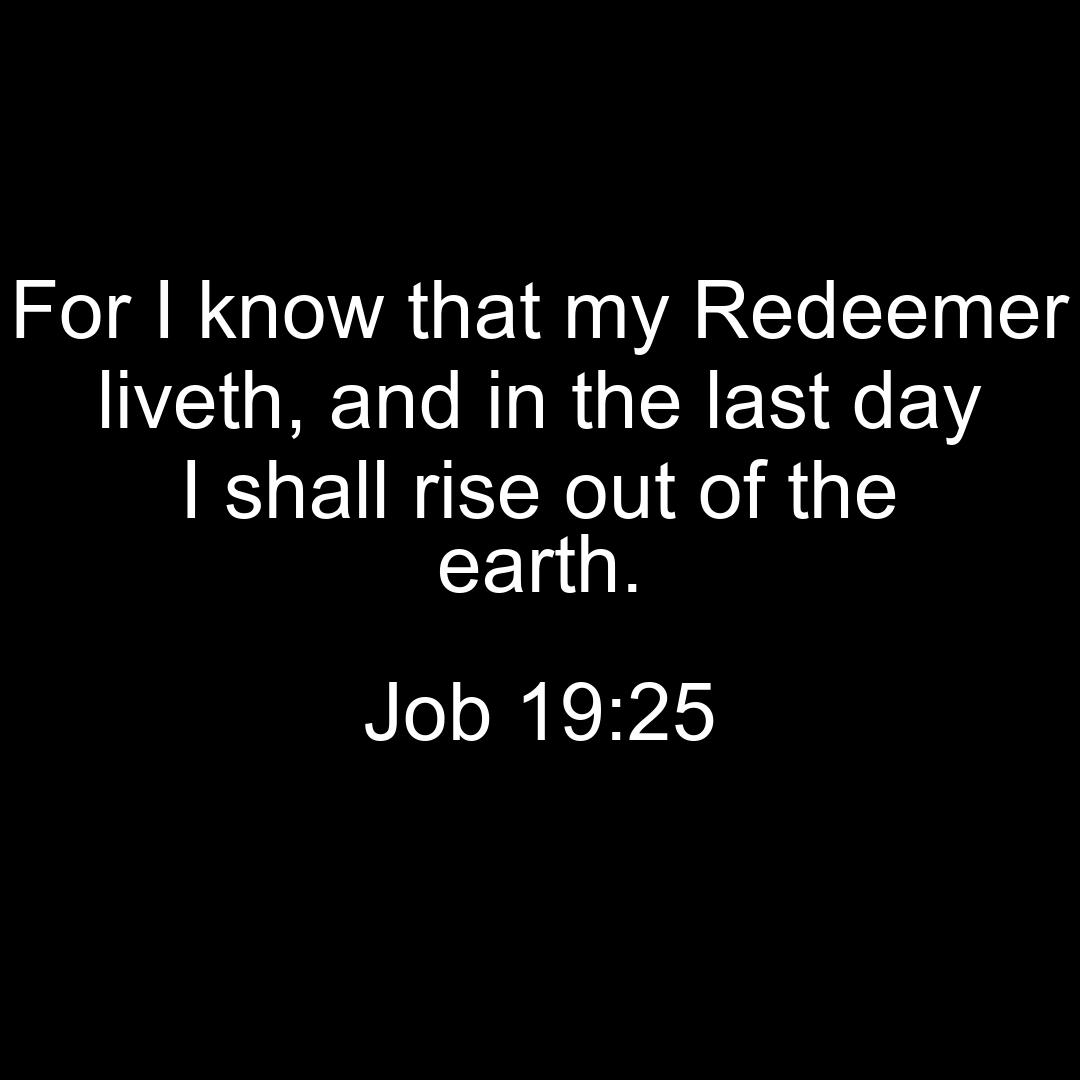 For I know that my Redeemer
liveth, and in the last day
I shall rise out of the
earth.
Job 19:25